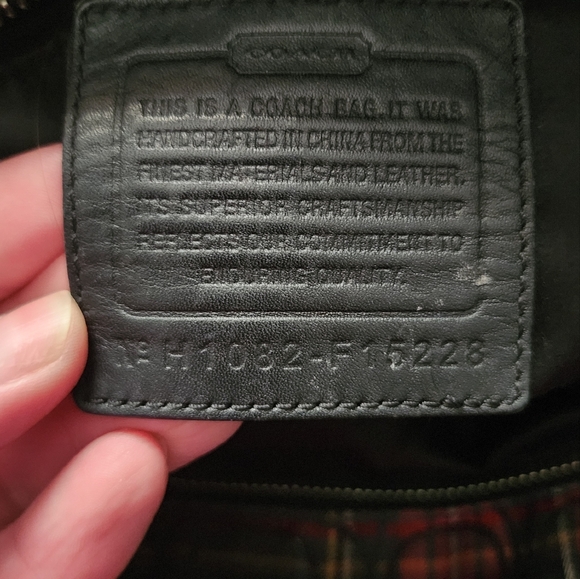 COACH
THIS IS A COACH BAG. IT WAS
HANDCRAFTED IN CHINA FROM THE
FINEST MATERIALS AND LEATHER.
ITS SUPERIOR CRAFTSMANSHIP
REFLECTS OUR COMMITMENT TO
ENDURING QUALITY.
No H1082-F15228